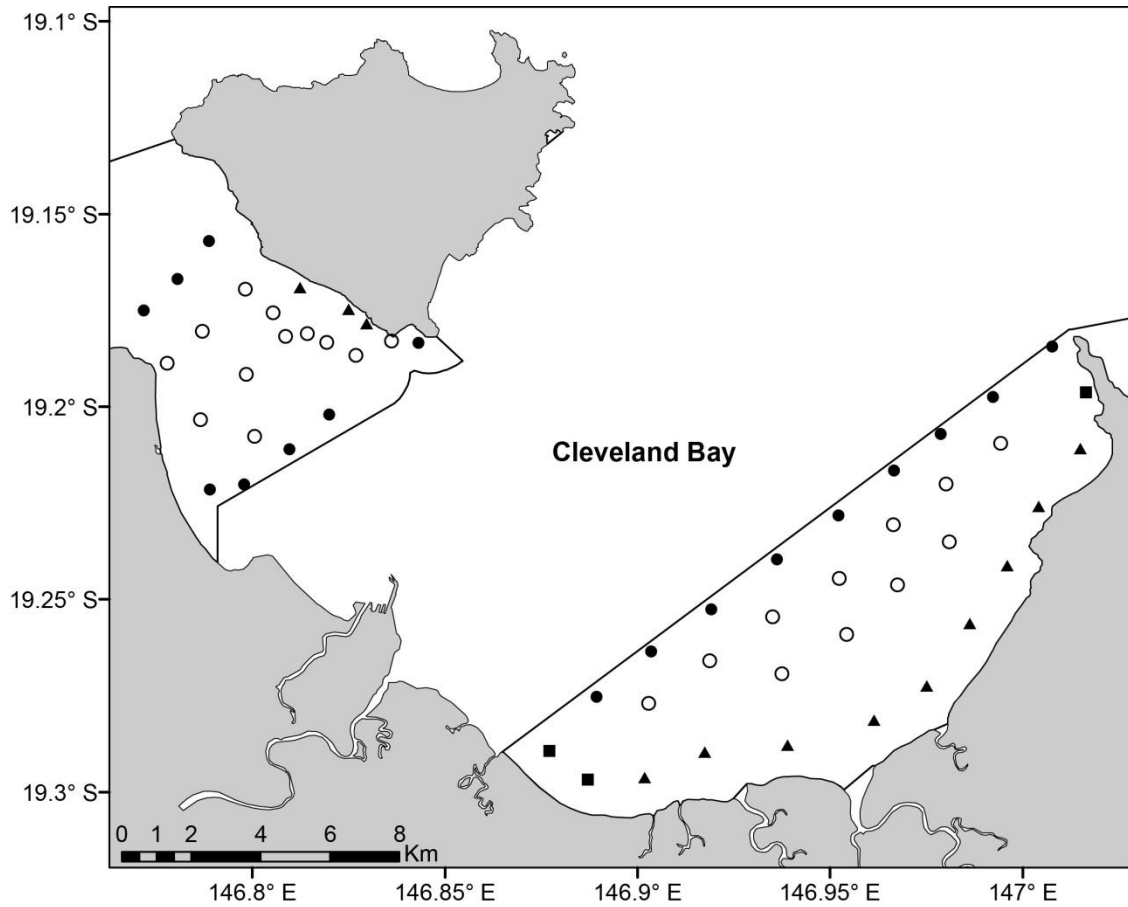 19.1° S
19.15° S
19.2° S
Cleveland Bay
19.25° S
19.3° S
0 1 2 4 6 8
Km
146.8° E 146.85° E 146.9° E 146.95° E 147° E